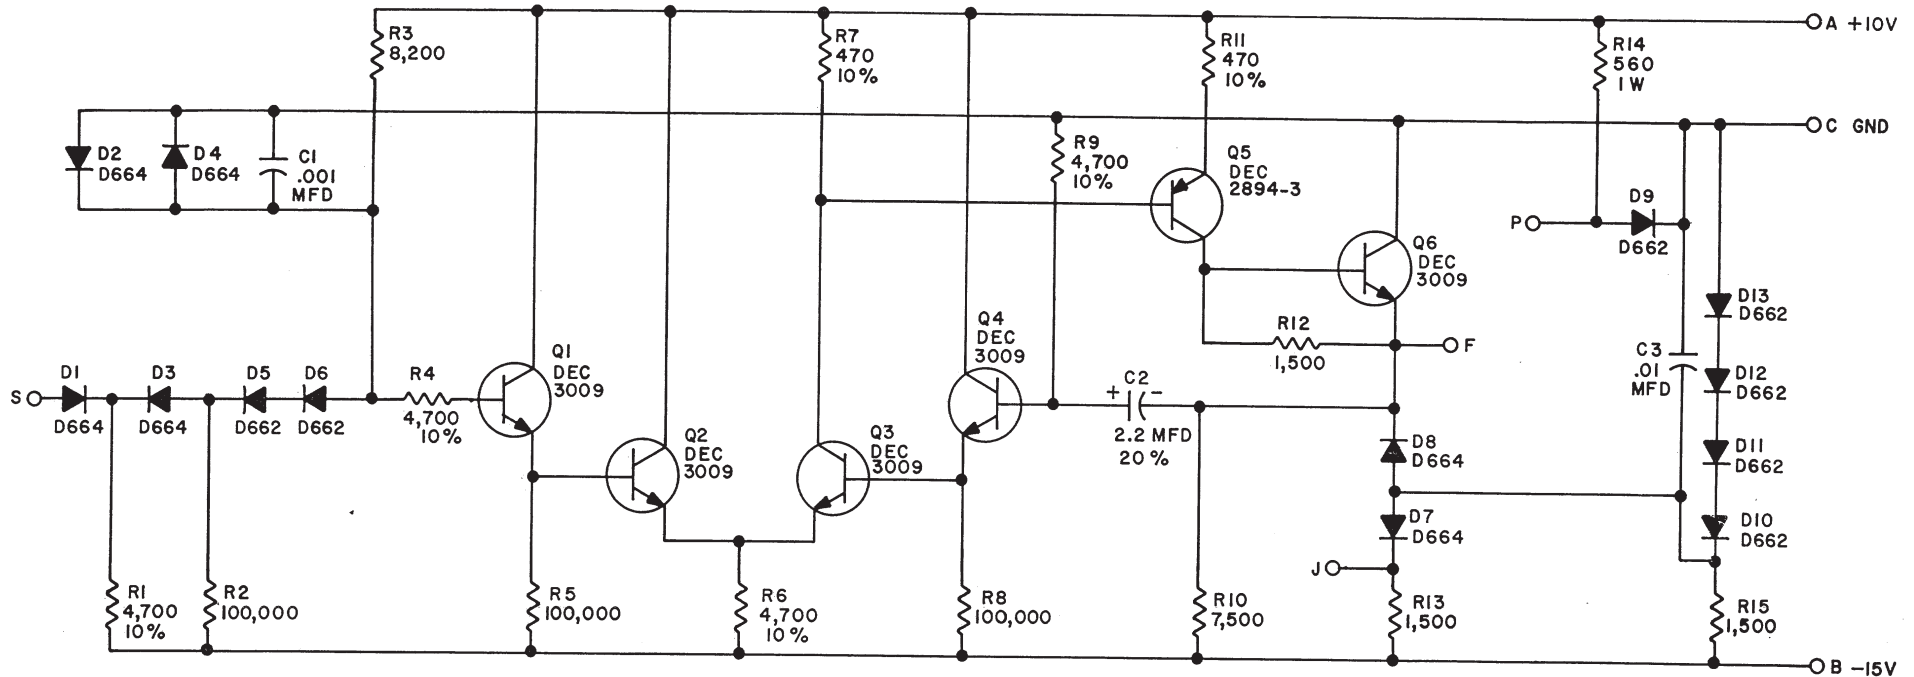 R3
8,200
R7
470
10%
R11
470
10%
R14
560
1W
A +10V
D2
D664
D4
D664
C1
.001
MFD
R9
4,700
10%
Q5
DEC
2894-3
C GND
D9
D662
P
Q6
DEC
3009
D13
D662
R12
1,500
F
C3
.01
MFD
D12
D662
S
D1
D664
D3
D664
D5
D662
D6
D662
R4
4,700
10%
Q1
DEC
3009
Q4
DEC
3009
+ C2 -
2.2 MFD
20%
Q2
DEC
3009
Q3
DEC
3009
D8
D664
D11
D662
D7
D664
D10
D662
J
R1
4,700
10%
R2
100,000
R5
100,000
R6
4,700
10%
R8
100,000
R10
7,500
R13
1,500
R15
1,500
B -15V